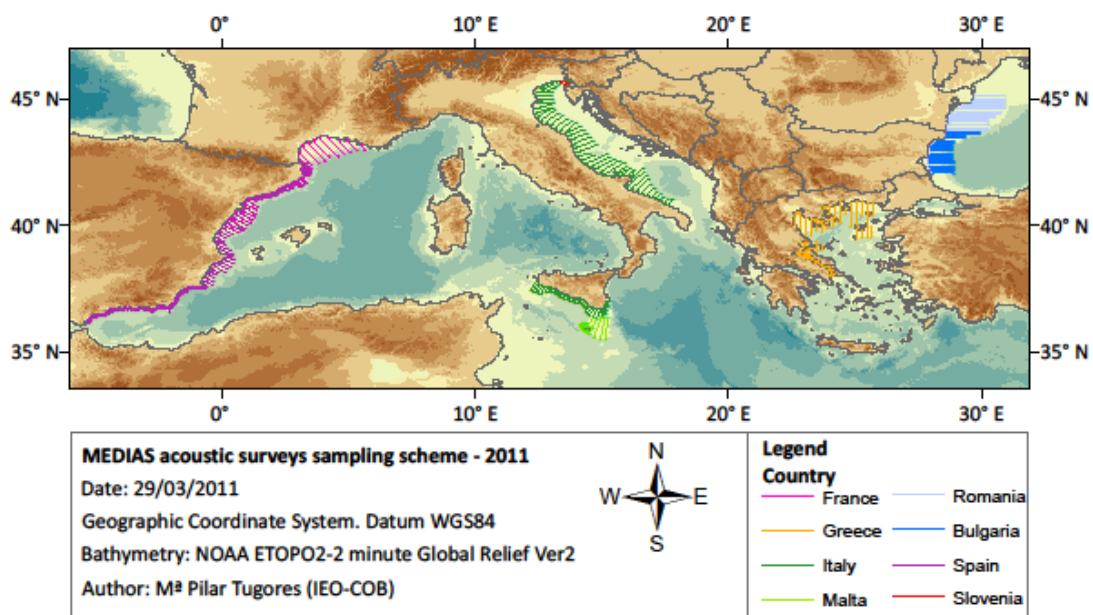 0° 10° E 20° E 30° E
45° N 45° N
40° N 40° N
35° N 35° N
0° 10° E 20° E 30° E
MEDIAS acoustic surveys sampling scheme - 2011
Date: 29/03/2011
Geographic Coordinate System. Datum WGS84
Bathymetry: NOAA ETOPO2-2 minute Global Relief Ver2
Author: Mª Pilar Tugores (IEO-COB)
N
W E
S
Legend
Country
France Romania
Greece Bulgaria
Italy Spain
Malta Slovenia